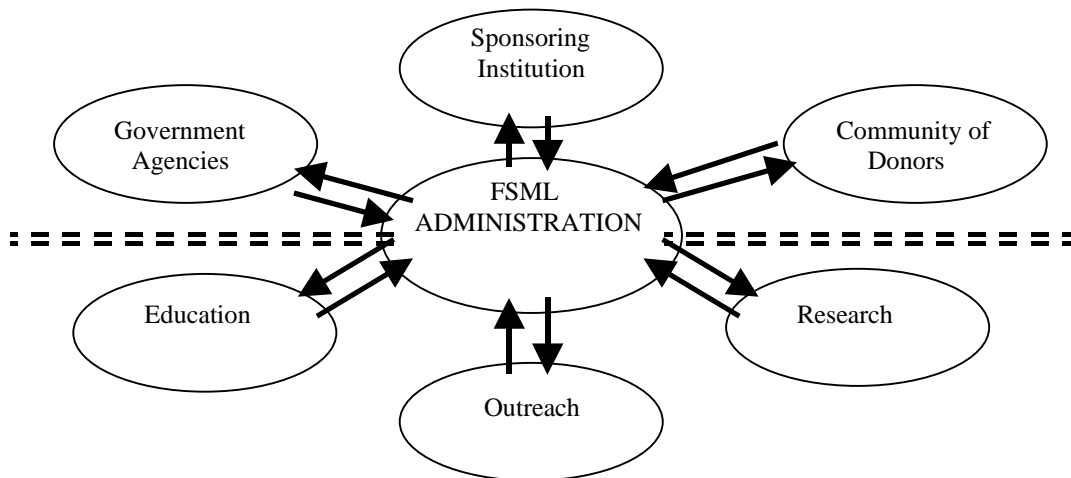 Sponsoring
Institution
Government
Agencies
Community of
Donors
FSML
ADMINISTRATION
Education
Research
Outreach